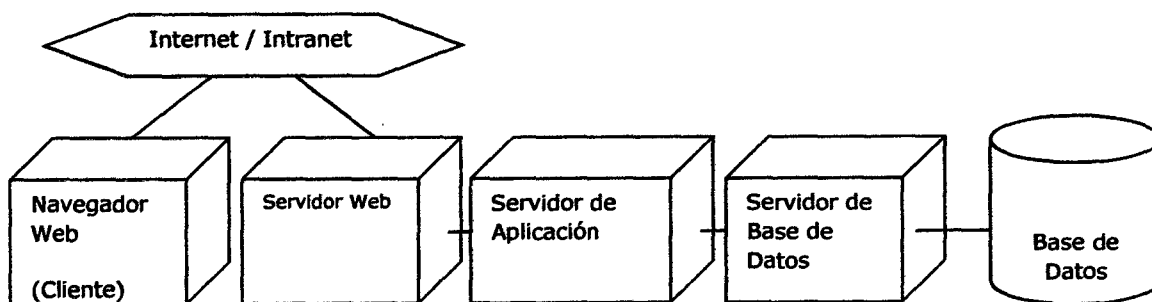 Internet / Intranet
Navegador
Web
(Cliente)
Servidor Web
Servidor de
Aplicación
Servidor de
Base de
Datos
Base de
Datos